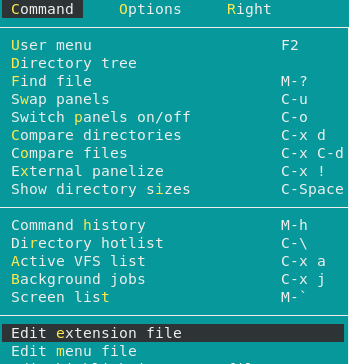 Command Options Right
User menu F2
Directory tree
Find file M-?
Swap panels C-u
Switch panels on/off C-o
Compare directories C-x d
Compare files C-x C-d
External panelize C-x !
Show directory sizes C-Space
Command history M-h
Directory hotlist C-\
Active VFS list C-x a
Background jobs C-x j
Screen list M-`
Edit extension file
Edit menu file